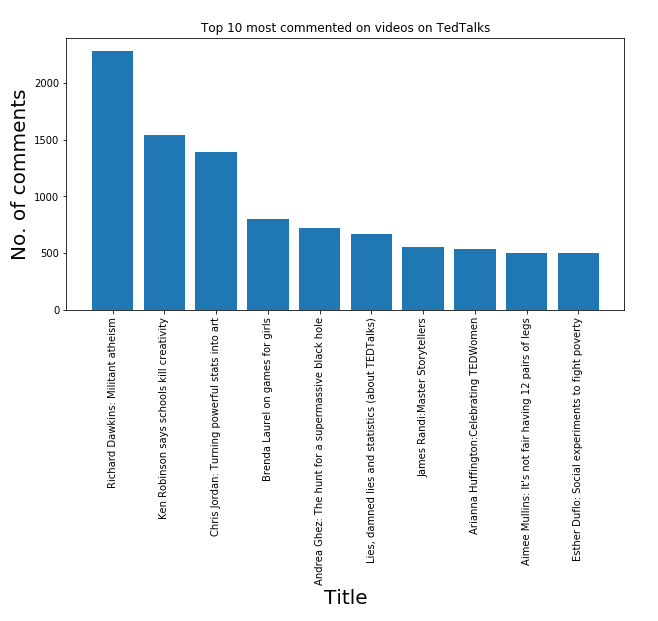 Top 10 most commented on videos on TedTalks
No. of comments
2000
1500
1000
500
0
Richard Dawkins: Militant atheism
Ken Robinson says schools kill creativity
Chris Jordan: Turning powerful stats into art
Brenda Laurel on games for girls
Andrea Ghez: The hunt for a supermassive black hole
Lies, damned lies and statistics (about TEDTalks)
James Randi:Master Storytellers
Arianna Huffington:Celebrating TEDWomen
Aimee Mullins: It's not fair having 12 pairs of legs
Esther Duflo: Social experiments to fight poverty
Title